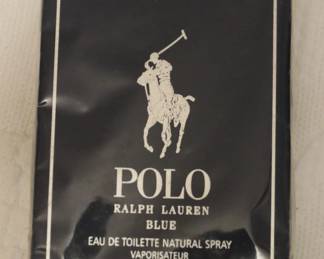 POLO
RALPH LAUREN
BLUE
EAU DE TOILETTE NATURAL SPRAY
VAPORISATEUR